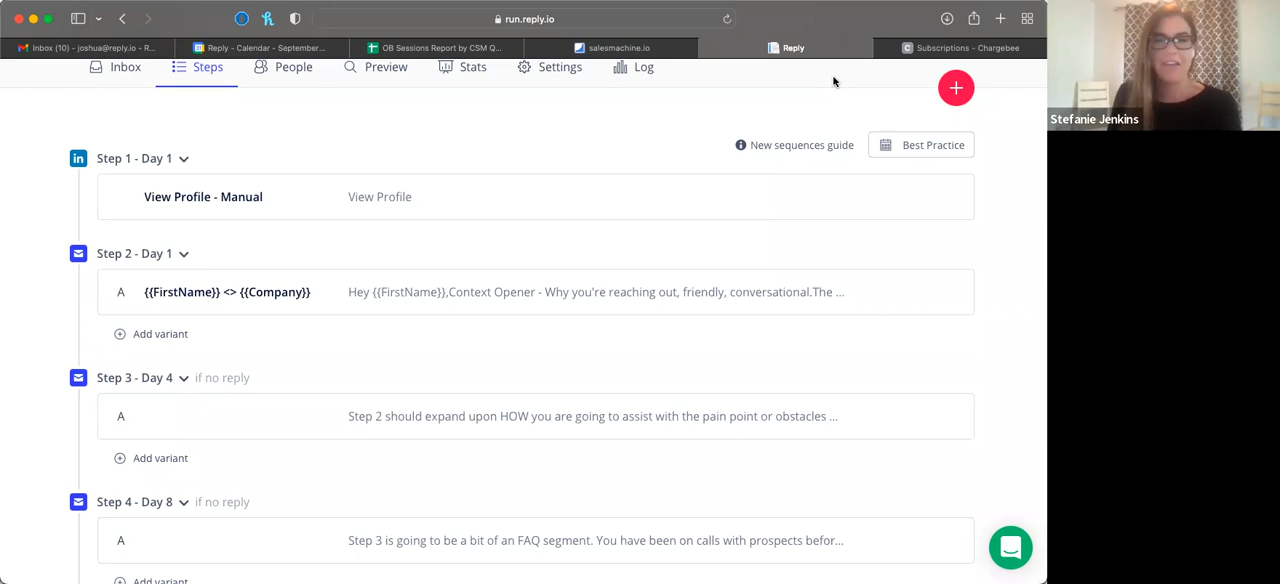 run.reply.io
Inbox (10) - joshua@reply.io - R...
Reply - Calendar - September...
OB Sessions Report by CSM Q...
salesmachine.io
Reply
Subscriptions - Chargebee
Inbox
Steps
People
Preview
Stats
Settings
Log
Stefanie Jenkins
New sequences guide
Best Practice
in
Step 1 - Day 1
View Profile - Manual
View Profile
Step 2 - Day 1
A
{{FirstName}} <> {{Company}}
Hey {{FirstName}},Context Opener - Why you're reaching out, friendly, conversational.The ...
Add variant
Step 3 - Day 4
if no reply
A
Step 2 should expand upon HOW you are going to assist with the pain point or obstacles ...
Add variant
Step 4 - Day 8
if no reply
A
Step 3 is going to be a bit of an FAQ segment. You have been on calls with prospects befor...
Add variant